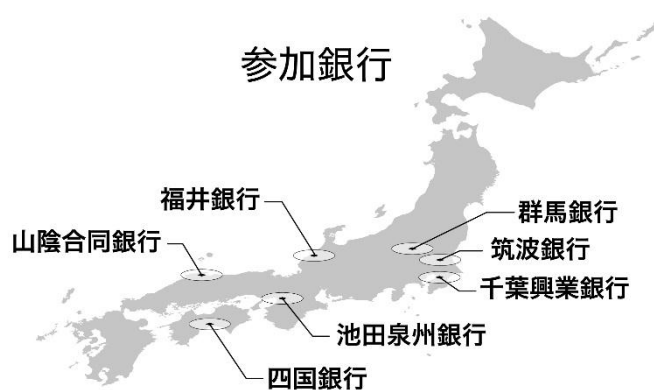 参加銀行
福井銀行
群馬銀行
山陰合同銀行
筑波銀行
千葉興業銀行
池田泉州銀行
四国銀行